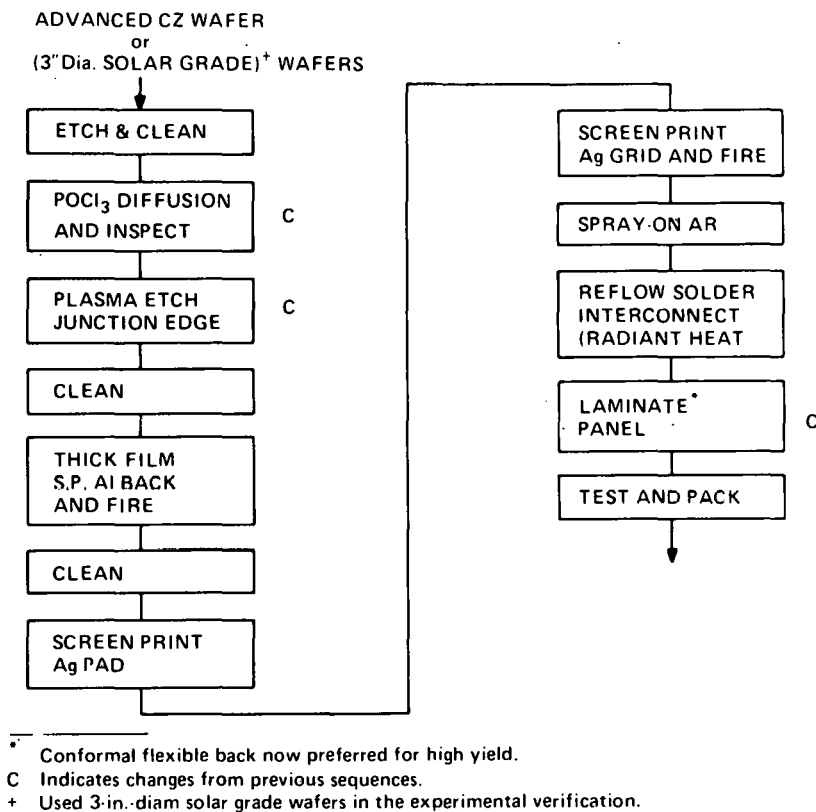 ADVANCED CZ WAFER
or
(3" Dia. SOLAR GRADE)+ WAFERS
ETCH & CLEAN
POCl3 DIFFUSION
AND INSPECT
C
PLASMA ETCH
JUNCTION EDGE
C
CLEAN
THICK FILM
S.P. Al BACK
AND FIRE
CLEAN
SCREEN PRINT
Ag PAD
SCREEN PRINT
Ag GRID AND FIRE
SPRAY-ON AR
REFLOW SOLDER
INTERCONNECT
(RADIANT HEAT
LAMINATE*
PANEL
C
TEST AND PACK
* Conformal flexible back now preferred for high yield.
C Indicates changes from previous sequences.
+ Used 3-in.-diam solar grade wafers in the experimental verification.